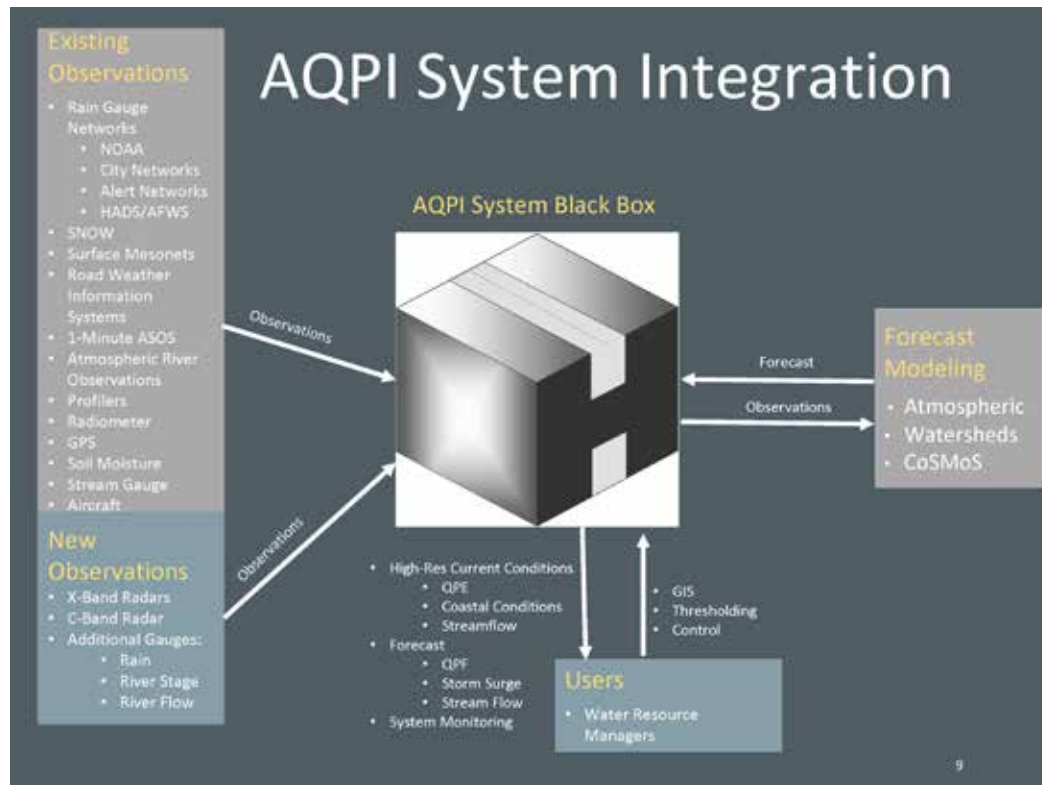 AQPI System Integration
Existing
Observations
• Rain Gauge
Networks
• NOAA
• City Networks
• Alert Networks
• HADS/AFWS
• SNOW
• Surface Mesonets
• Road Weather
Information
Systems
• 1-Minute ASOS
• Atmospheric River
Observations
• Profilers
• Radiometer
• GPS
• Soil Moisture
• Stream Gauge
• Aircraft
New
Observations
• X-Band Radars
• C-Band Radar
• Additional Gauges:
• Rain
• River Stage
• River Flow
Observations
Observations
AQPI System Black Box
Forecast
Observations
Forecast
Modeling
• Atmospheric
• Watersheds
• CoSMoS
• High-Res Current Conditions
• QPE
• Coastal Conditions
• Streamflow
• Forecast
• QPF
• Storm Surge
• Stream Flow
• System Monitoring
• GIS
• Thresholding
• Control
Users
• Water Resource
Managers
9